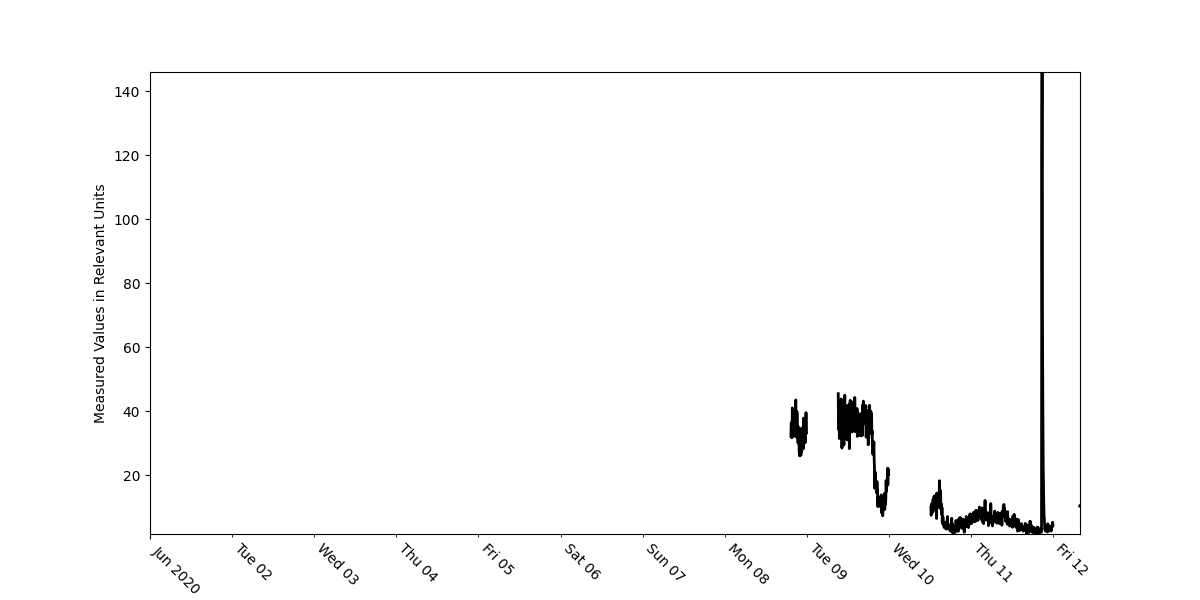 Measured Values in Relevant Units
140
120
100
80
60
40
20
Jun 2020
Tue 02
Wed 03
Thu 04
Fri 05
Sat 06
Sun 07
Mon 08
Tue 09
Wed 10
Thu 11
Fri 12